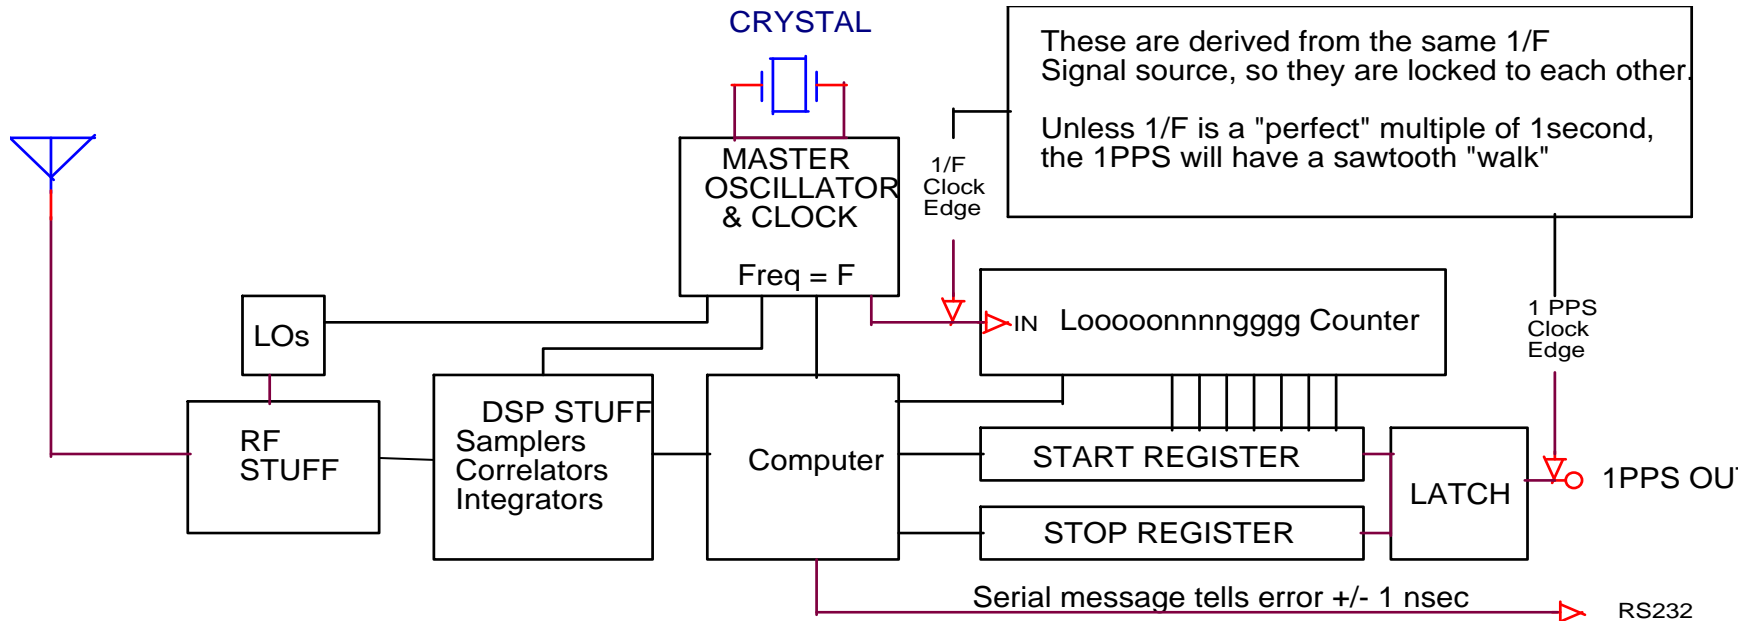 CRYSTAL
These are derived from the same 1/F
Signal source, so they are locked to each other.
Unless 1/F is a "perfect" multiple of 1second,
the 1PPS will have a sawtooth "walk"
MASTER
OSCILLATOR
& CLOCK
Freq = F
1/F
Clock
Edge
LOs
IN
Looooonnnngggg Counter
1 PPS
Clock
Edge
RF
STUFF
DSP STUFF
Samplers
Correlators
Integrators
Computer
START REGISTER
STOP REGISTER
LATCH
1PPS OUT
Serial message tells error +/- 1 nsec
RS232